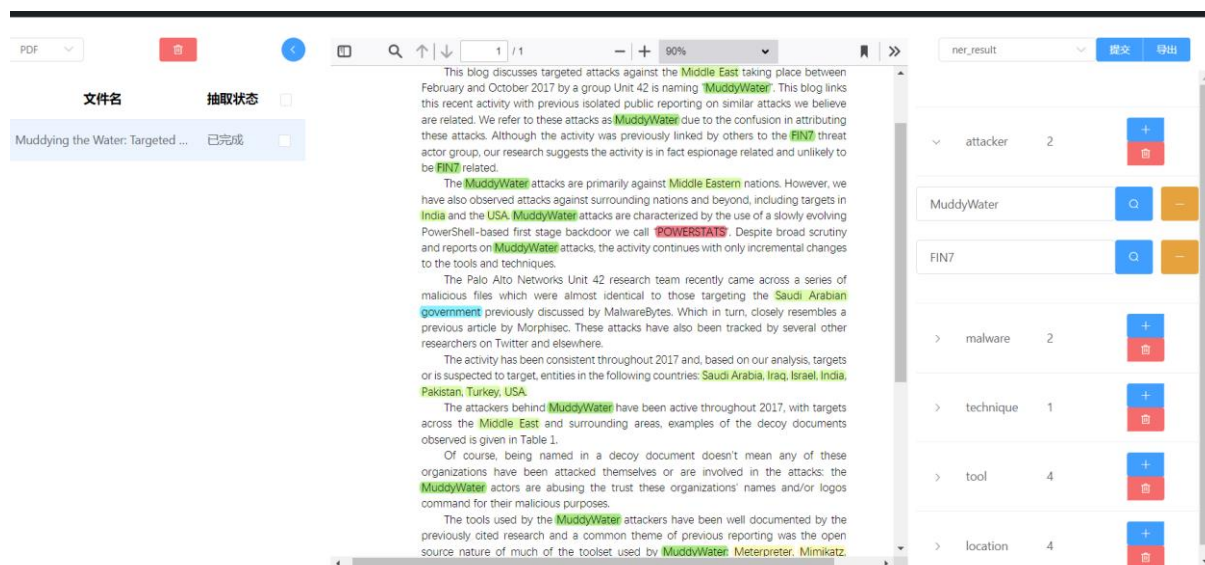 PDF
文件名 抽取状态
Muddying the Water: Targeted ... 已完成
1 / 1
90%
This blog discusses targeted attacks against the Middle East taking place between
February and October 2017 by a group Unit 42 is naming "MuddyWater". This blog links
this recent activity with previous isolated public reporting on similar attacks we believe
are related. We refer to these attacks as MuddyWater due to the confusion in attributing
these attacks. Although the activity was previously linked by others to the FIN7 threat
actor group, our research suggests the activity is in fact espionage related and unlikely to
be FIN7 related.
The MuddyWater attacks are primarily against Middle Eastern nations. However, we
have also observed attacks against surrounding nations and beyond, including targets in
India and the USA. MuddyWater attacks are characterized by the use of a slowly evolving
PowerShell-based first stage backdoor we call "POWERSTATS". Despite broad scrutiny
and reports on MuddyWater attacks, the activity continues with only incremental changes
to the tools and techniques.
The Palo Alto Networks Unit 42 research team recently came across a series of
malicious files which were almost identical to those targeting the Saudi Arabian
government previously discussed by MalwareBytes. Which in turn, closely resembles a
previous article by Morphisec. These attacks have also been tracked by several other
researchers on Twitter and elsewhere.
The activity has been consistent throughout 2017 and, based on our analysis, targets
or is suspected to target, entities in the following countries: Saudi Arabia, Iraq, Israel, India,
Pakistan, Turkey, USA.
The attackers behind MuddyWater have been active throughout 2017, with targets
across the Middle East and surrounding areas, examples of the decoy documents
observed is given in Table 1.
Of course, being named in a decoy document doesn't mean any of these
organizations have been attacked themselves or are involved in the attacks: the
MuddyWater actors are abusing the trust these organizations' names and/or logos
command for their malicious purposes.
The tools used by the MuddyWater attackers have been well documented by the
previously cited research and a common theme of previous reporting was the open
source nature of much of the toolset used by MuddyWater: Meterpreter, Mimikatz,
ner_result 提交 导出
attacker 2
MuddyWater
FIN7
malware 2
technique 1
tool 4
location 4